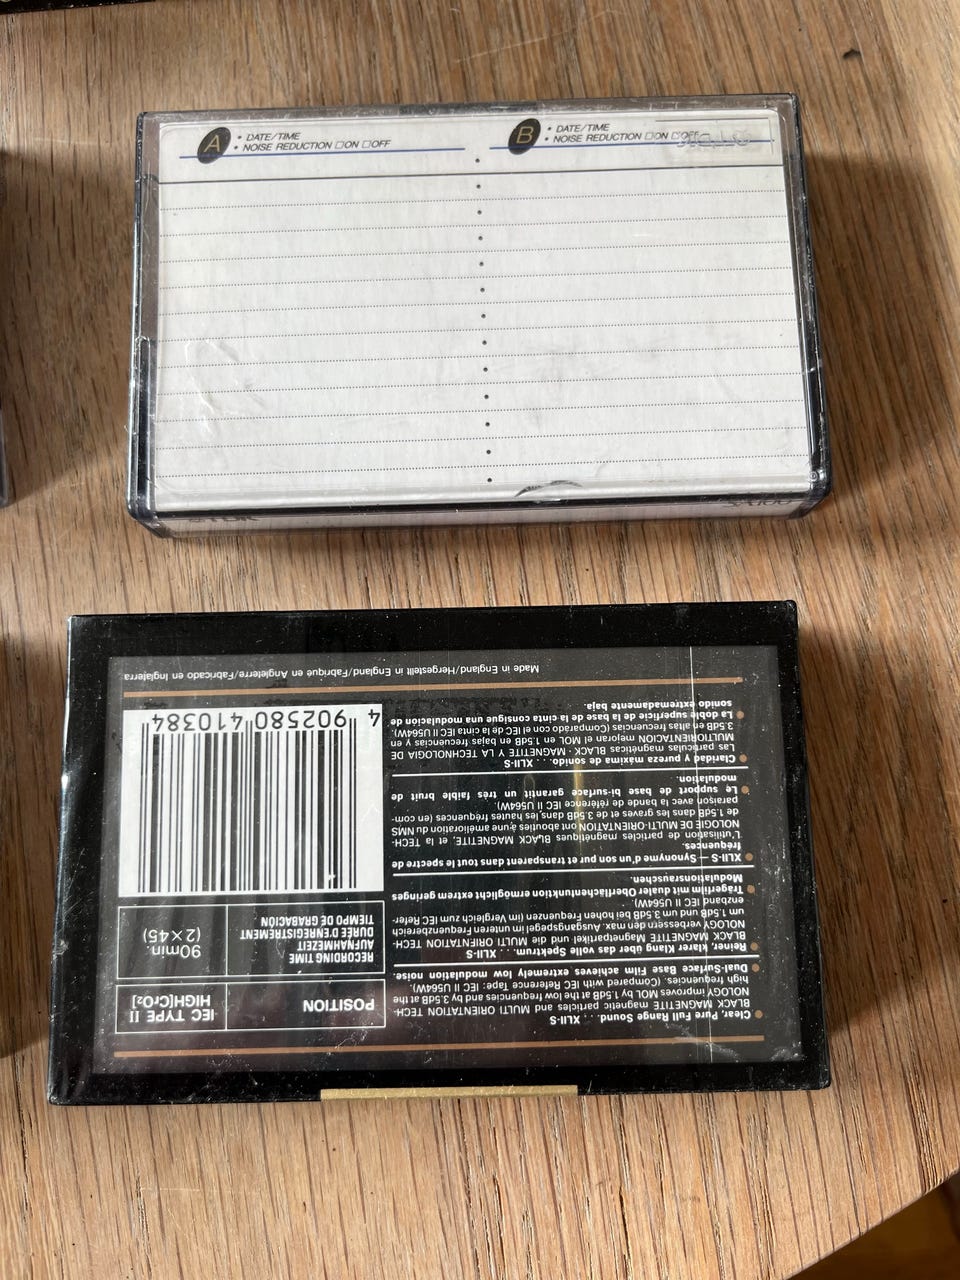 A
• DATE/TIME
• NOISE REDUCTION □ON □OFF
B
• DATE/TIME
• NOISE REDUCTION □ON □OFF
TDK
Clear, Pure Full Range Sound. . . XLII-S
BLACK MAGNETITE magnetic particles and MULTI ORIENTATION TECH-
NOLOGY improves MOL by 1.5dB at the low frequencies and by 3.5dB at the
high frequencies. (Compared with IEC Reference Tape: IEC II U564W).
Dual-Surface Base Film achieves extremely low modulation noise.
Reiner, klarer Klang über das volle Spektrum. . . XLII-S
BLACK MAGNETITE Magnetpartikel und die MULTI ORIENTATION TECH-
NOLOGY verbessern den max. Ausgangspegel im unteren Frequenzbereich
um 1.5dB und um 3.5dB bei hohen Frequenzen (im Vergleich zum IEC Refer-
enzband IEC II U564W)
Trägerfilm mit dualer Oberflächenfunktion ermöglicht extrem geringes
Modulationsrauschen.
XLII-S — Synonyme d'un son pur et transparent dans tout le spectre de
fréquences.
L'utilisation de particules magnétiques BLACK MAGNETITE, et la TECH-
NOLOGIE DE MULTI-ORIENTATION ont abouties à une amélioration du NMS
de 1.5dB dans les graves et de 3.5dB dans les hautes fréquences (en com-
paraison avec la bande de référence IEC II U564W)
Le support de base bi-surface garantit un très faible bruit de
modulation.
Claridad y pureza máxima de sonido. . . XLII-S
Las partículas magnéticas BLACK - MAGNETITE Y LA TECHNOLOGIA DE
MULTIORIENTACION mejora el MOL en 1.5dB en bajas frecuencias y en
3.5dB en altas frecuencias (Comparado con el IEC de la cinta IEC II U564W).
La doble superficie de la base de la cinta consigue una modulación de
sonido extremadamente baja.
POSITION
IEC TYPE II
HIGH[CrO₂]
RECORDING TIME
AUFNAHMEZEIT
DURÉE D'ENREGISTREMENT
TIEMPO DE GRABACION
90min.
(2×45)
4 902580 410384
Made in England/Hergestellt in England/Fabriqué en Angleterre/Fabricado en Inglaterra